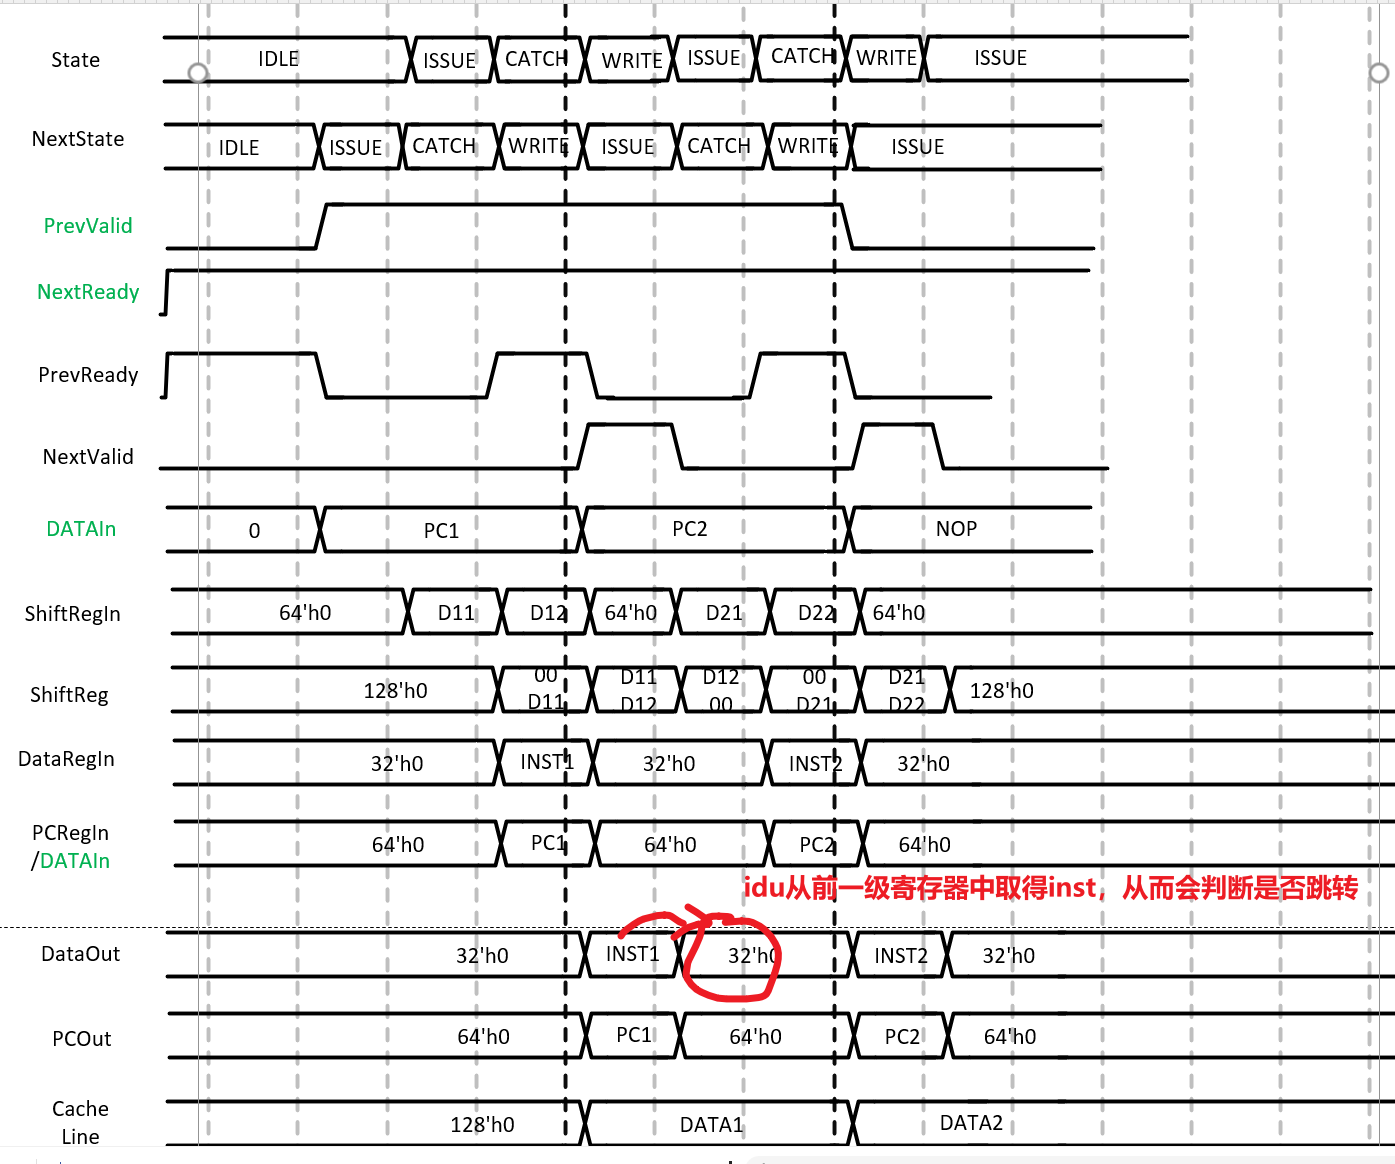 State IDLE ISSUE CATCH WRITE ISSUE CATCH WRITE ISSUE
NextState IDLE ISSUE CATCH WRITE ISSUE CATCH WRITE ISSUE
PrevValid
NextReady
PrevReady
NextValid
DATAIn 0 PC1 PC2 NOP
ShiftRegIn 64'h0 D11 D12 64'h0 D21 D22 64'h0
ShiftReg 128'h0 00 D11 D11 D12 D12 00 00 D21 D21 D22 128'h0
DataRegIn 32'h0 INST1 32'h0 INST2 32'h0
PCRegIn
/DATAIn 64'h0 PC1 64'h0 PC2 64'h0
idu从前一级寄存器中取得inst，从而会判断是否跳转
DataOut 32'h0 INST1 32'h0 INST2 32'h0
PCOut 64'h0 PC1 64'h0 PC2 64'h0
Cache
Line 128'h0 DATA1 DATA2